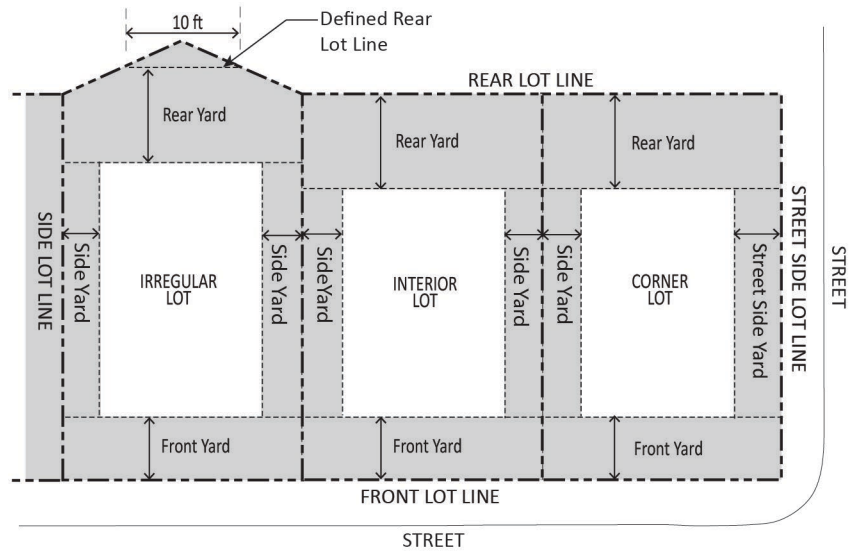 10 ft
Defined Rear
Lot Line
REAR LOT LINE
Rear Yard
Rear Yard
Rear Yard
SIDE LOT LINE
Side Yard
IRREGULAR
LOT
Side Yard
SideYard
INTERIOR
LOT
Side Yard
Side Yard
CORNER
LOT
Street Side Yard
STREET SIDE LOT LINE
STREET
Front Yard
Front Yard
Front Yard
FRONT LOT LINE
STREET